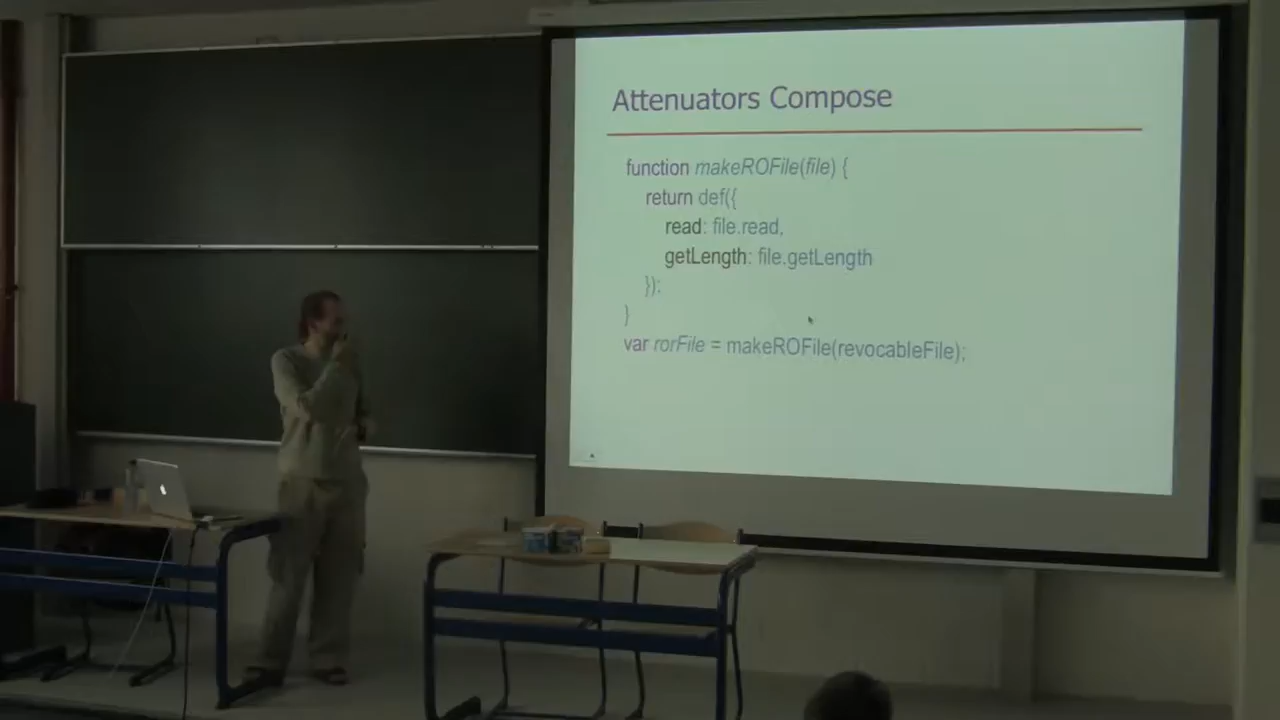 Attenuators Compose
function makeROFile(file) {
return def({
read: file.read,
getLength: file.getLength
});
}
var rorFile = makeROFile(revocableFile);